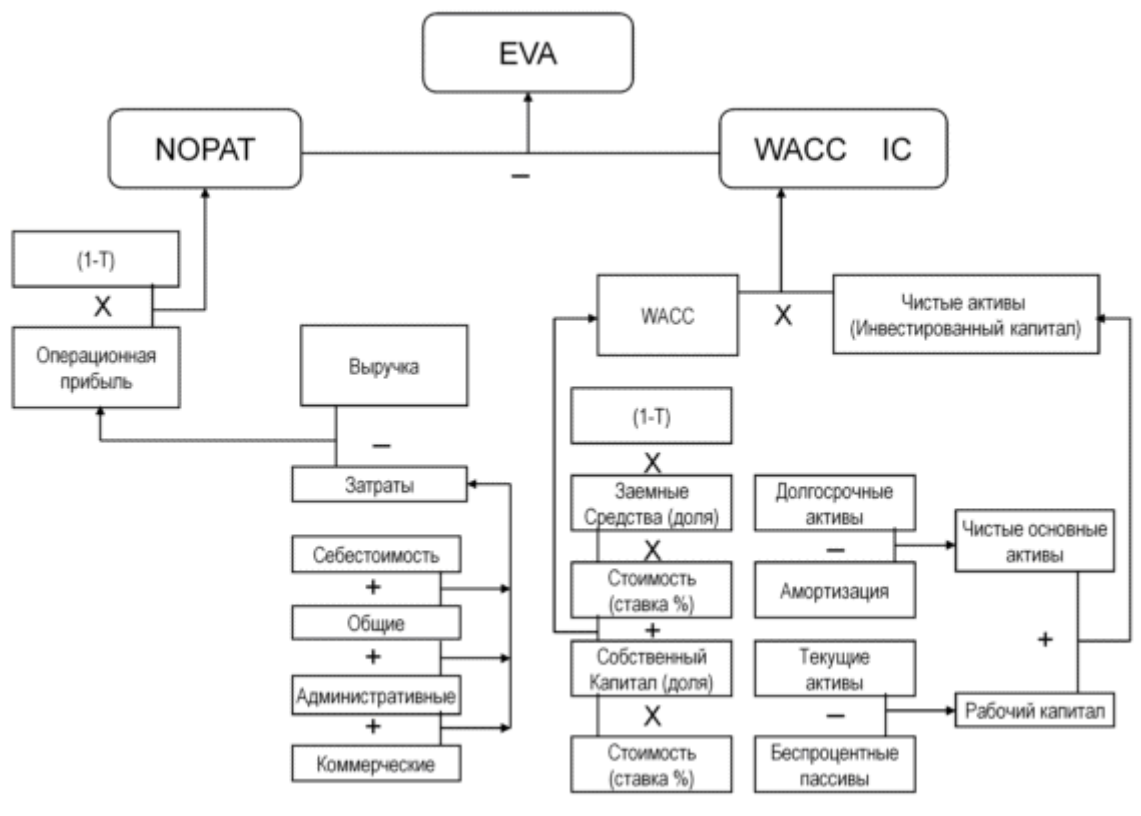 EVA
NOPAT
–
WACC IC
(1-T)
X
Операционная
прибыль
Выручка
–
Затраты
Себестоимость
+
Общие
+
Административные
+
Коммерческие
WACC
X
Чистые активы
(Инвестированный капитал)
(1-T)
X
Заемные
Средства (доля)
X
Стоимость
(ставка %)
+
Собственный
Капитал (доля)
X
Стоимость
(ставка %)
Долгосрочные
активы
–
Амортизация
Текущие
активы
–
Беспроцентные
пассивы
Чистые основные
активы
+
Рабочий капитал